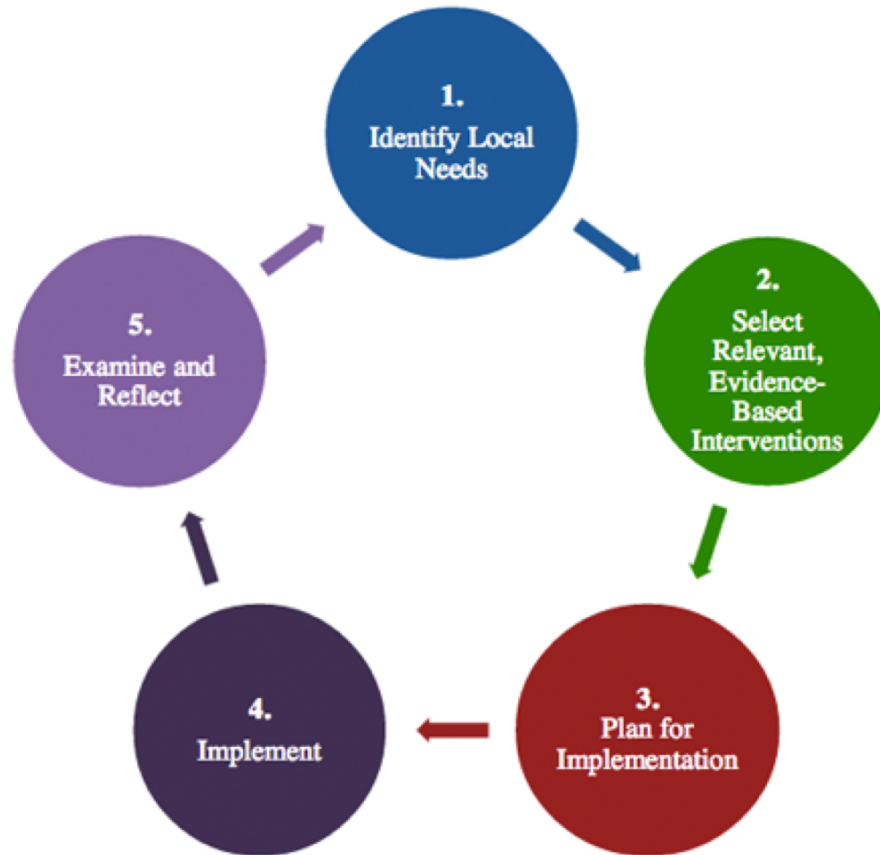 1.
Identify Local
Needs
2.
Select
Relevant,
Evidence-
Based
Interventions
3.
Plan for
Implementation
4.
Implement
5.
Examine and
Reflect